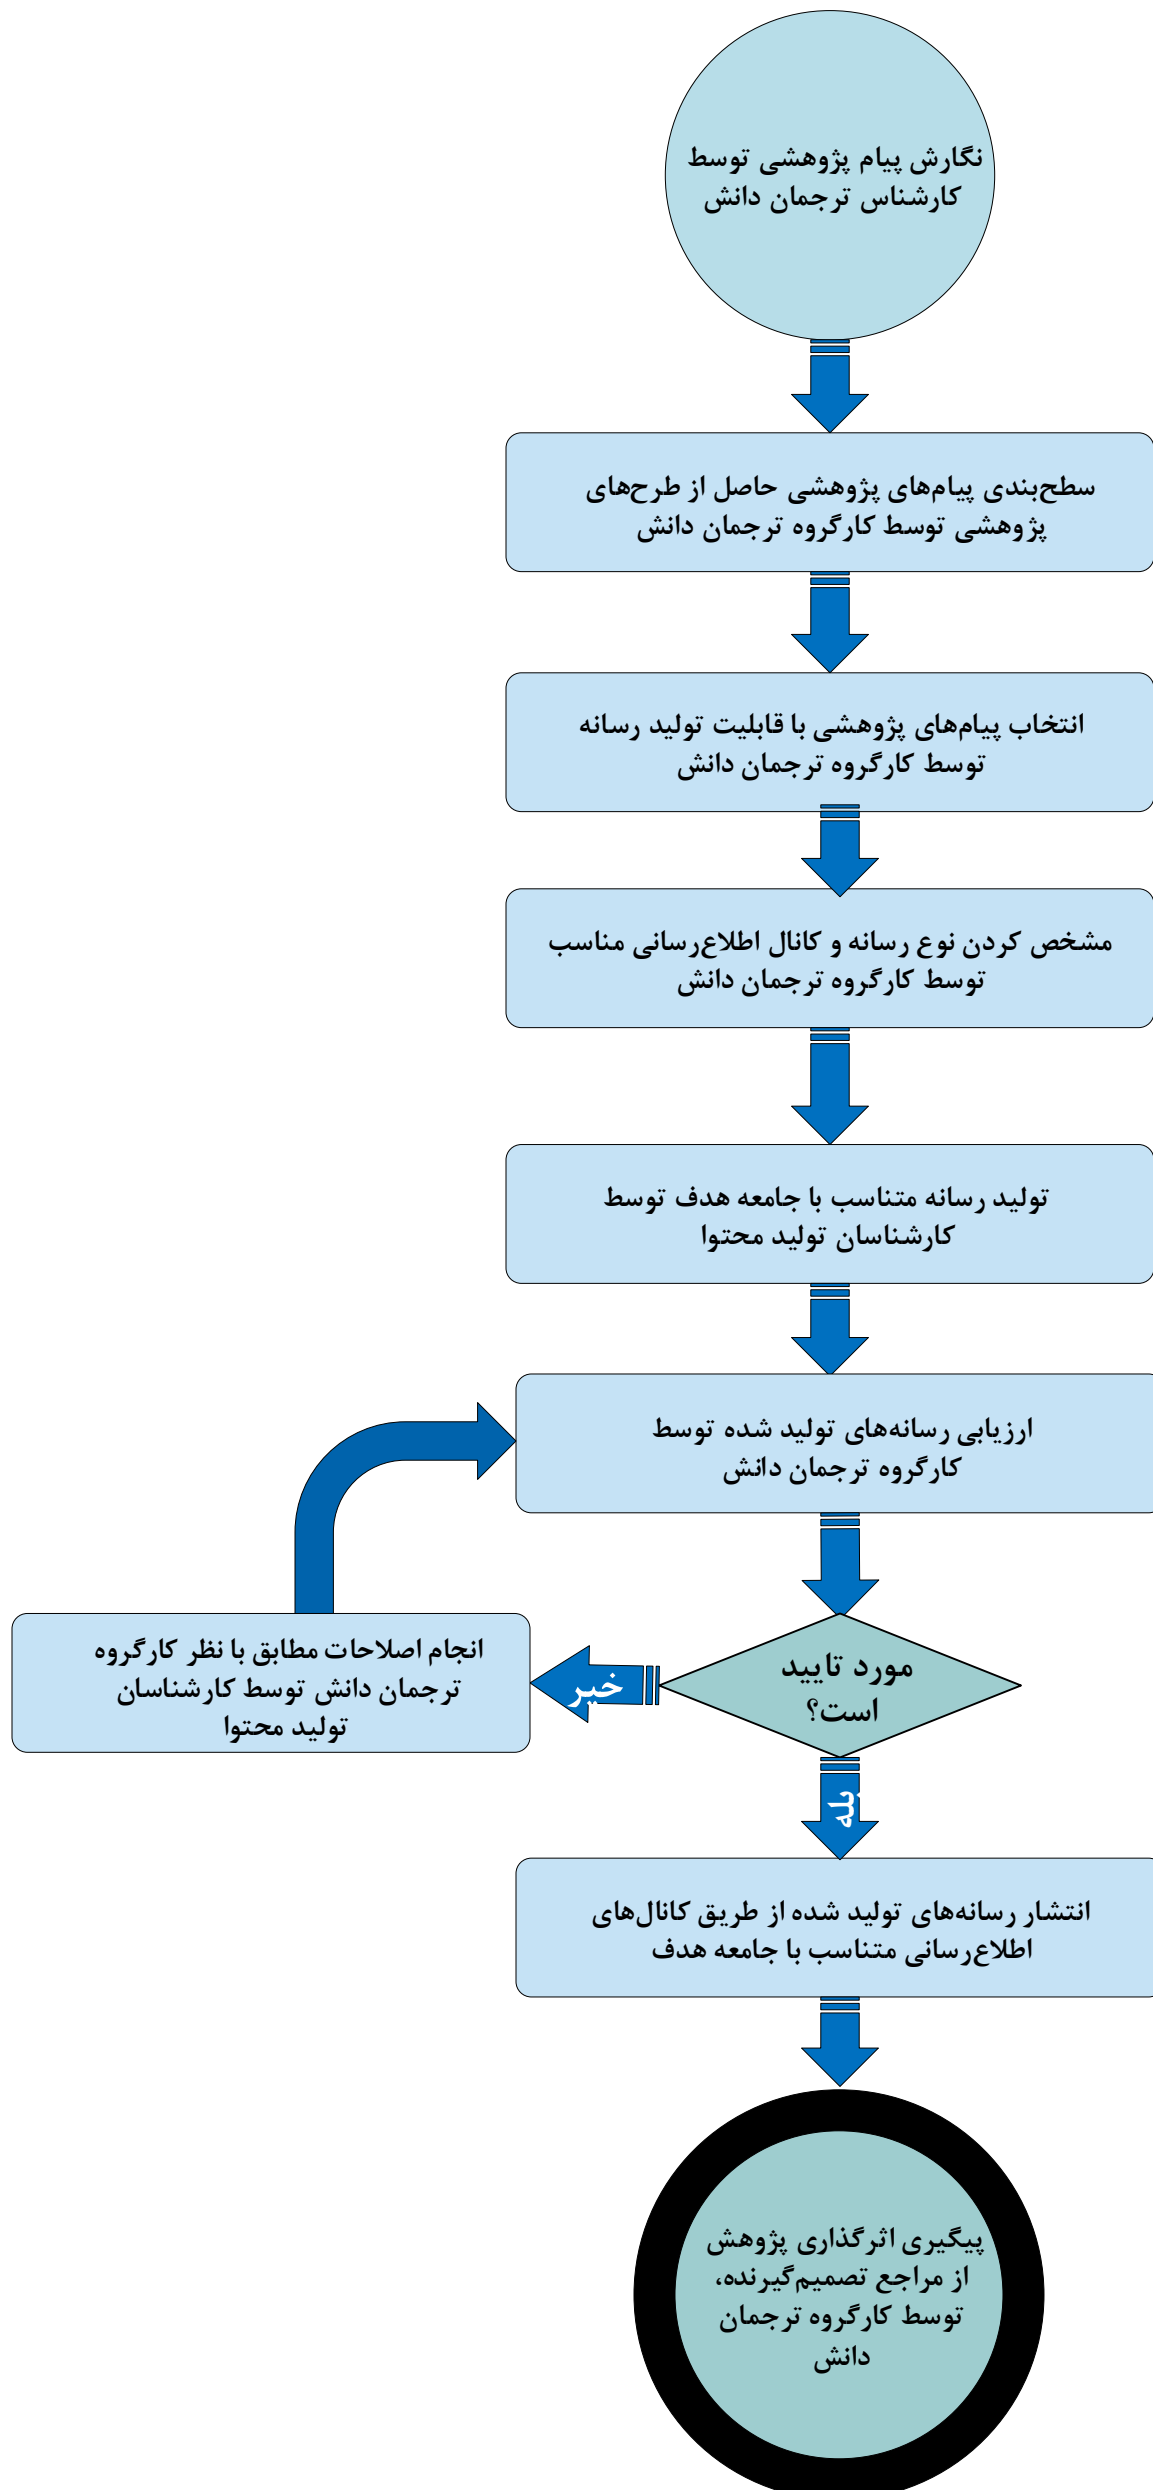 نگارش پیام پژوهشی توسط
کارشناس ترجمان دانش
سطح‌بندی پیام‌های پژوهشی حاصل از طرح‌های
پژوهشی توسط کارگروه ترجمان دانش
انتخاب پیام‌های پژوهشی با قابلیت تولید رسانه
توسط کارگروه ترجمان دانش
مشخص کردن نوع رسانه و کانال اطلاع‌رسانی مناسب
توسط کارگروه ترجمان دانش
تولید رسانه متناسب با جامعه هدف توسط
کارشناسان تولید محتوا
ارزیابی رسانه‌های تولید شده توسط
کارگروه ترجمان دانش
مورد تایید
است؟
خیر
انجام اصلاحات مطابق با نظر کارگروه
ترجمان دانش توسط کارشناسان
تولید محتوا
بله
انتشار رسانه‌های تولید شده از طریق کانال‌های
اطلاع‌رسانی متناسب با جامعه هدف
پیگیری اثرگذاری پژوهش
از مراجع تصمیم‌گیرنده،
توسط کارگروه ترجمان
دانش